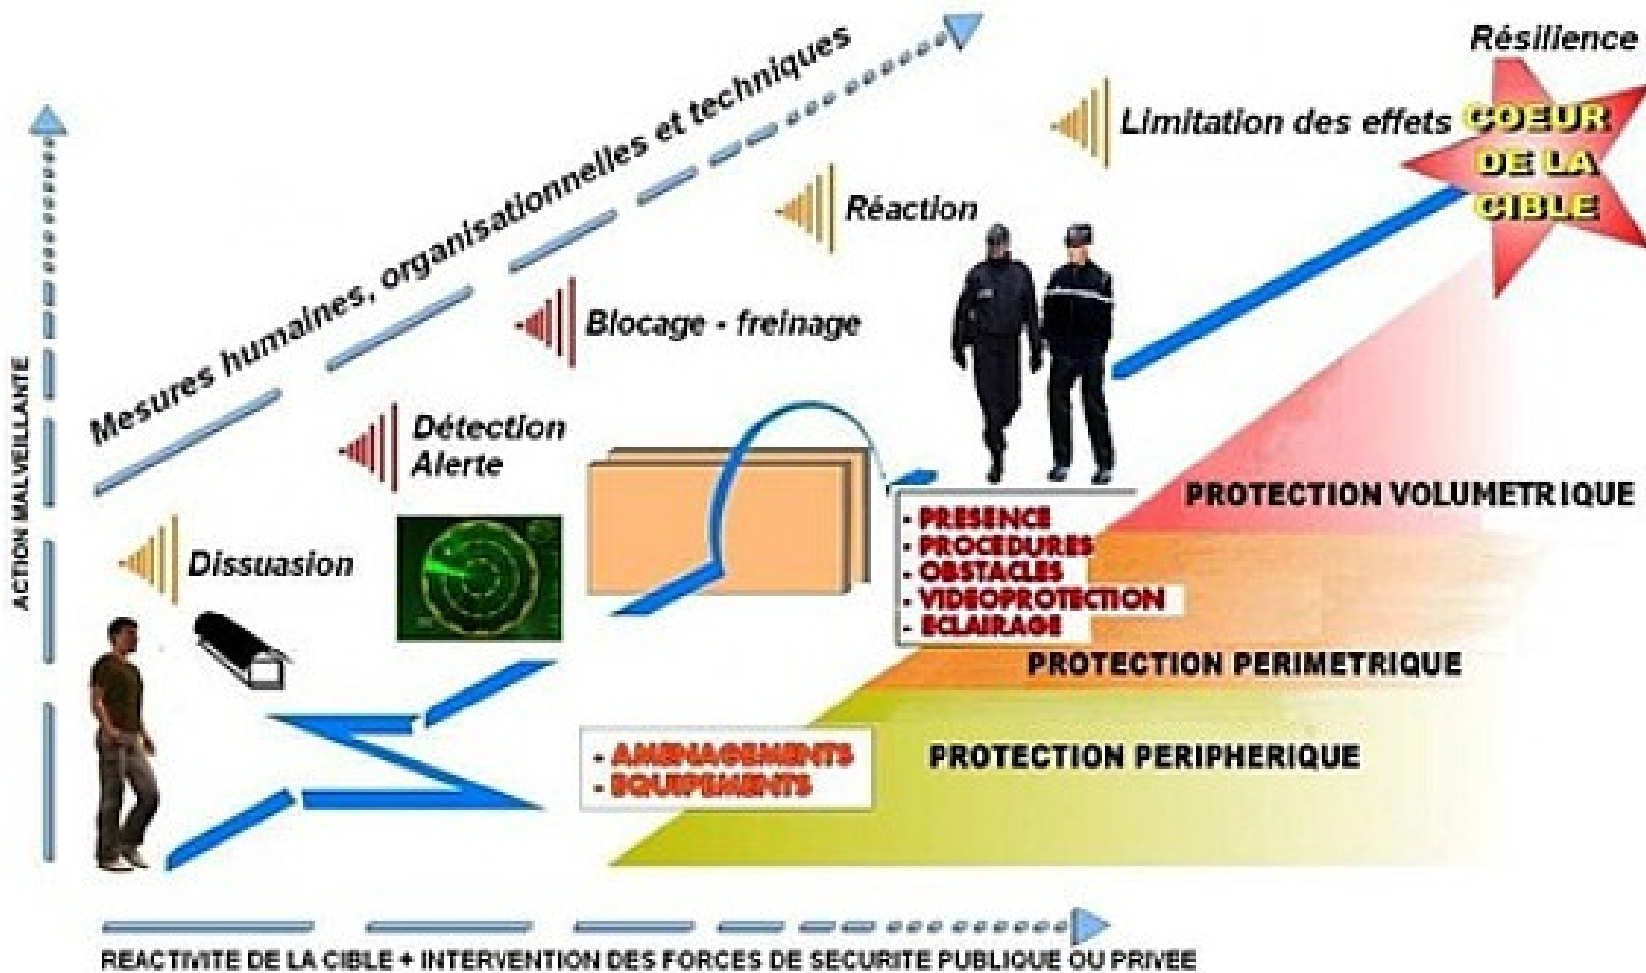 Résilience
Mesures humaines, organisationnelles et techniques
Limitation des effets
COEUR
DE LA
CIBLE
Réaction
Blocage - freinage
Détection
Alerte
Dissuasion
ACTION MALVEILLANTE
PROTECTION VOLUMETRIQUE
- PRESENCE
- PROCEDURES
- OBSTACLES
- VIDEOPROTECTION
- ECLAIRAGE
PROTECTION PERIMETRIQUE
- AMENAGEMENTS
- EQUIPEMENTS
PROTECTION PERIPHERIQUE
REACTIVITE DE LA CIBLE + INTERVENTION DES FORCES DE SECURITE PUBLIQUE OU PRIVEE